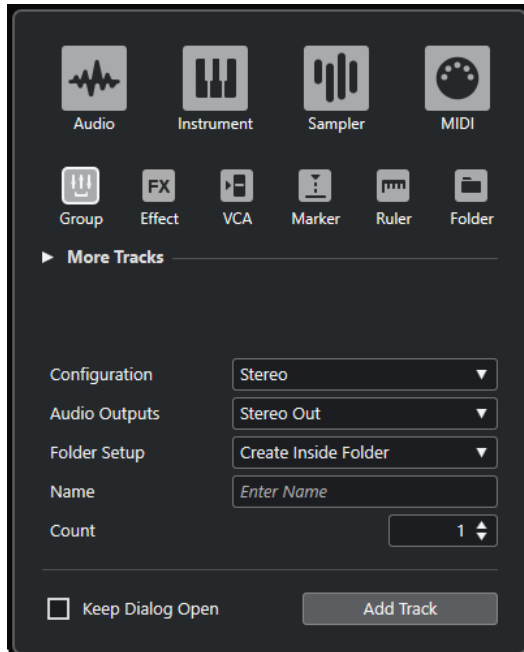 Audio Instrument Sampler MIDI
FX
Group Effect VCA Marker Ruler Folder
More Tracks
Configuration Stereo
Audio Outputs Stereo Out
Folder Setup Create Inside Folder
Name Enter Name
Count 1
Keep Dialog Open Add Track